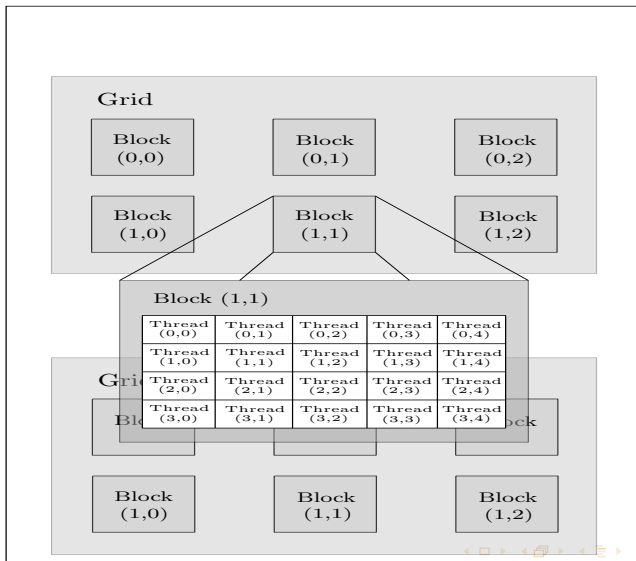 Grid
Block Block Block
(0,0) (0,1) (0,2)
Block Block Block
(1,0) (1,1) (1,2)
Block (1,1)
Thread Thread Thread Thread Thread
(0,0) (0,1) (0,2) (0,3) (0,4)
Thread Thread Thread Thread Thread
(1,0) (1,1) (1,2) (1,3) (1,4)
Thread Thread Thread Thread Thread
(2,0) (2,1) (2,2) (2,3) (2,4)
Thread Thread Thread Thread Thread
(3,0) (3,1) (3,2) (3,3) (3,4)
Block Block Block
(1,0) (1,1) (1,2)